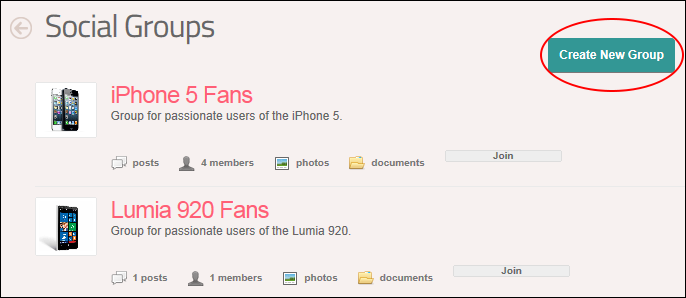 Social Groups
Create New Group
iPhone 5 Fans
Group for passionate users of the iPhone 5.
posts 4 members photos documents Join
Lumia 920 Fans
Group for passionate users of the Lumia 920.
1 posts 1 members photos documents Join